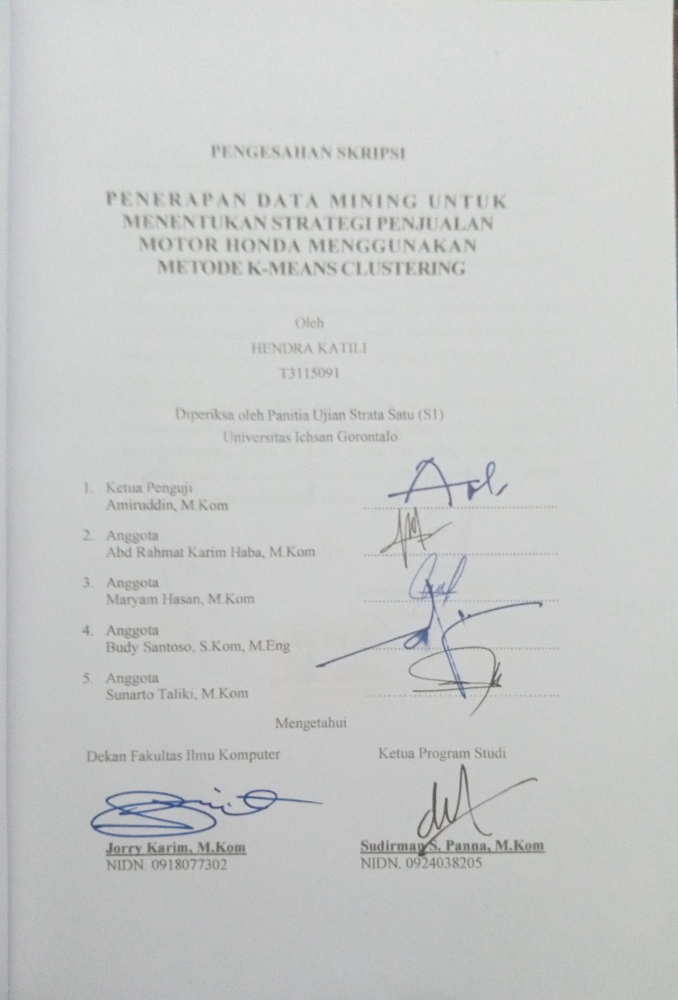 PENGESAHAN SKRIPSI
PENERAPAN DATA MINING UNTUK
MENENTUKAN STRATEGI PENJUALAN
MOTOR HONDA MENGGUNAKAN
METODE K-MEANS CLUSTERING
Oleh
HENDRA KATILI
T3115091
Diperiksa oleh Panitia Ujian Strata Satu (S1)
Universitas Ichsan Gorontalo
1. Ketua Penguji
Amiruddin, M.Kom
2. Anggota
Abd Rahmat Karim Haba, M.Kom
3. Anggota
Maryam Hasan, M.Kom
4. Anggota
Budy Santoso, S.Kom, M.Eng
5. Anggota
Sunarto Taliki, M.Kom
Mengetahui
Dekan Fakultas Ilmu Komputer
Ketua Program Studi
Jorry Karim, M.Kom
NIDN. 0918077302
Sudirman S. Panna, M.Kom
NIDN. 0924038205